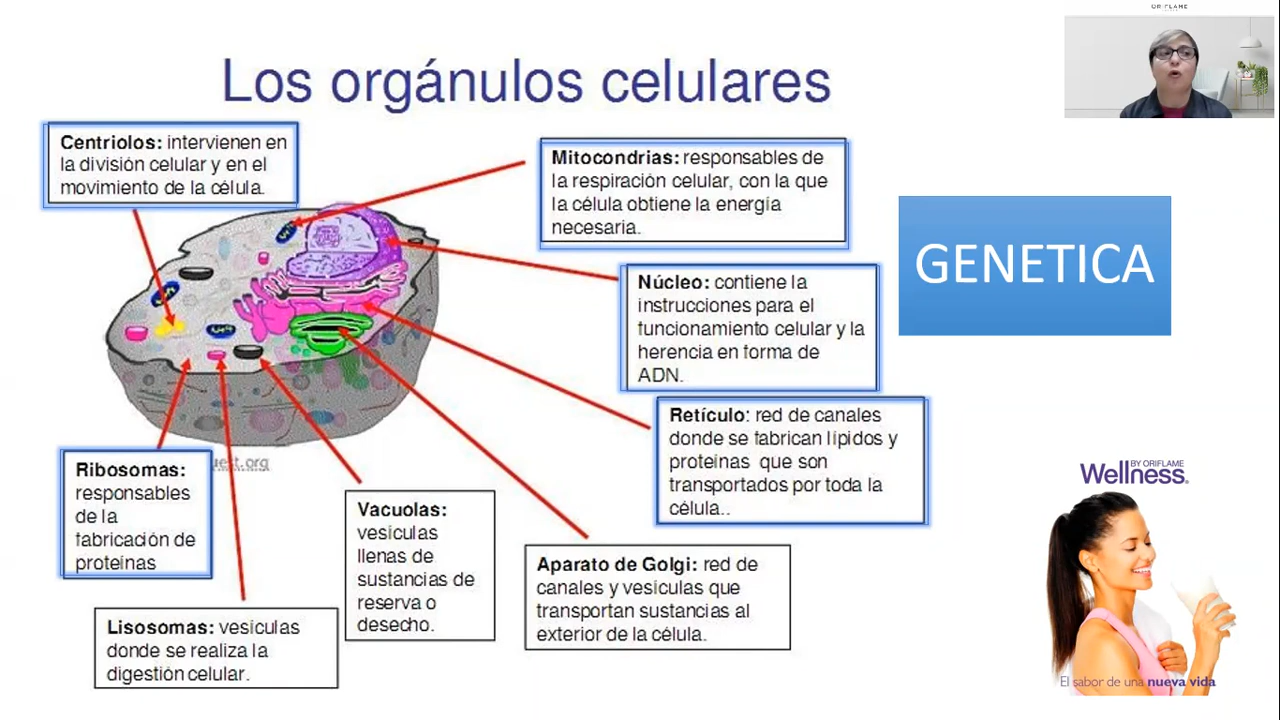 ORIFLAME
Los orgánulos celulares
Centriolos: intervienen en
la división celular y en el
movimiento de la célula.
Mitocondrias: responsables de
la respiración celular, con la que
la célula obtiene la energía
necesaria.
GENETICA
Núcleo: contiene la
instrucciones para el
funcionamiento celular y la
herencia en forma de
ADN.
Retículo: red de canales
donde se fabrican lípidos y
proteínas que son
transportados por toda la
célula..
Ribosomas:
responsables
de la
fabricación de
proteínas
uest.org
Vacuolas:
vesículas
llenas de
sustancias de
reserva o
desecho.
Aparato de Golgi: red de
canales y vesículas que
transportan sustancias al
exterior de la célula.
Lisosomas: vesículas
donde se realiza la
digestión celular.
BY ORIFLAME
Wellness.
El sabor de una nueva vida